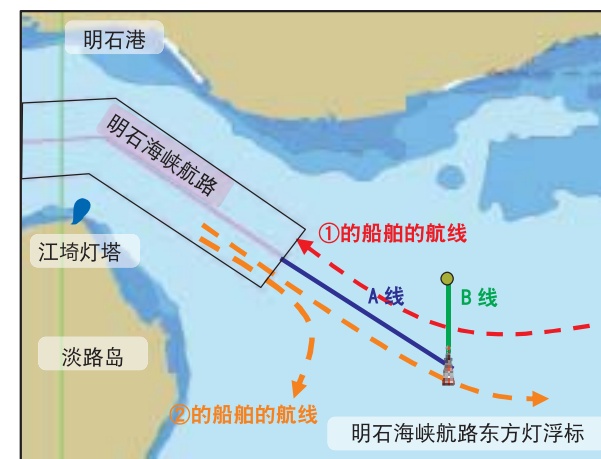 明石港
明石海峡航路
①的船舶的航线
江埼灯塔
A 线
B 线
淡路岛
②的船舶的航线
明石海峡航路东方灯浮标